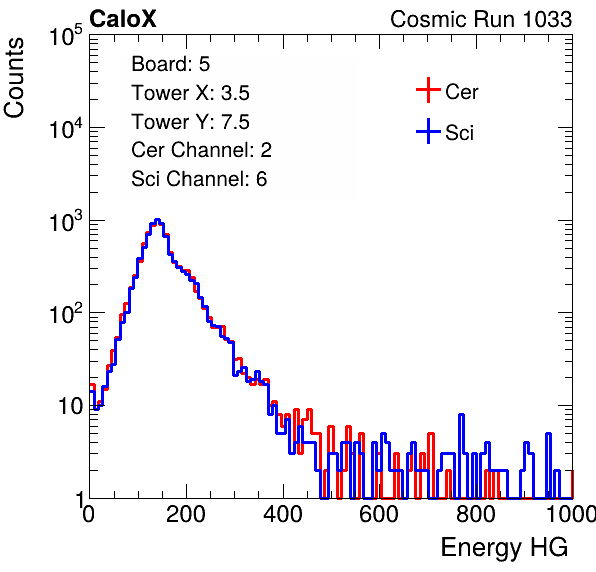 CaloX Cosmic Run 1033
Counts
10^5
10^4
10^3
10^2
10
1
Board: 5
Tower X: 3.5
Tower Y: 7.5
Cer Channel: 2
Sci Channel: 6
Cer
Sci
0 200 400 600 800 1000
Energy HG